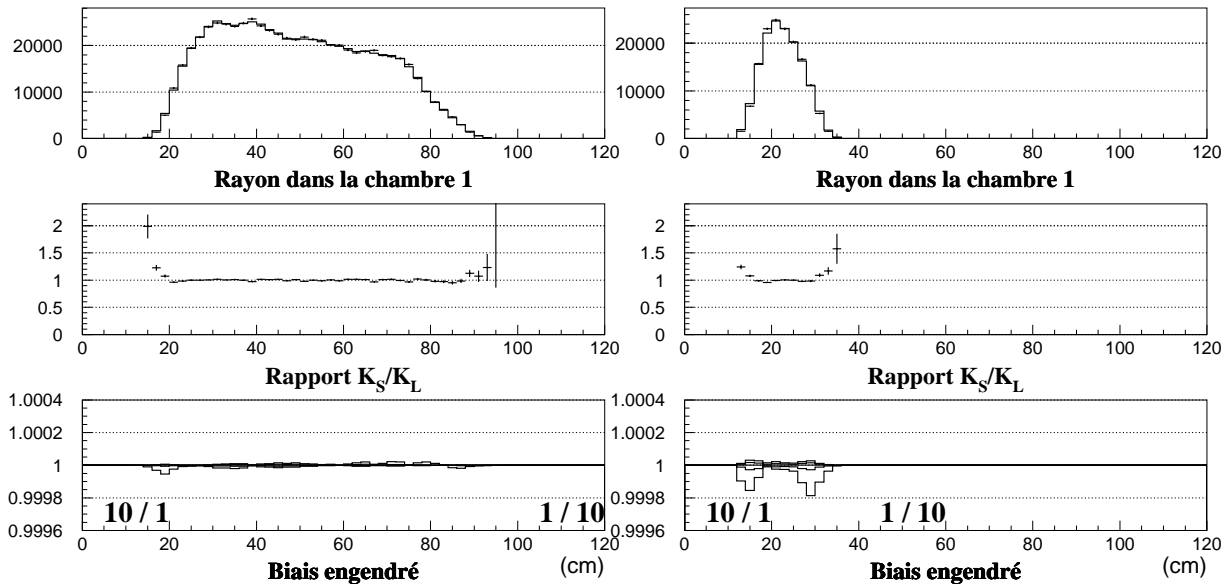 20000
10000
0
0 20 40 60 80 100 120
Rayon dans la chambre 1
20000
10000
0
0 20 40 60 80 100 120
Rayon dans la chambre 1
2
1.5
1
0.5
0
0 20 40 60 80 100 120
Rapport K_S/K_L
2
1.5
1
0.5
0
0 20 40 60 80 100 120
Rapport K_S/K_L
1.0004
1.0002
1
0.9998
0.9996
10 / 1 1 / 10
0 20 40 60 80 100 120
Biais engendré (cm)
1.0004
1.0002
1
0.9998
0.9996
10 / 1 1 / 10
0 20 40 60 80 100 120
Biais engendré (cm)